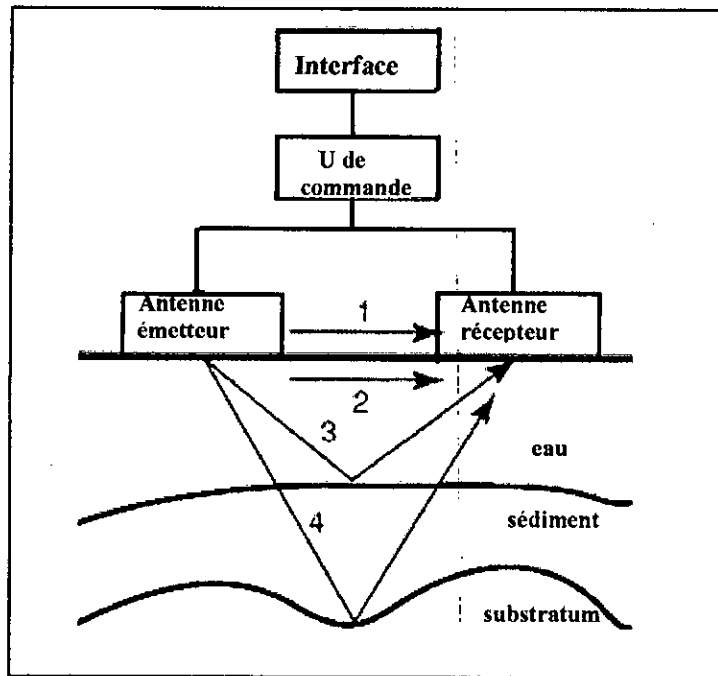 Interface
U de
commande
Antenne
émetteur
1
Antenne
récepteur
2
3
eau
4
sédiment
substratum